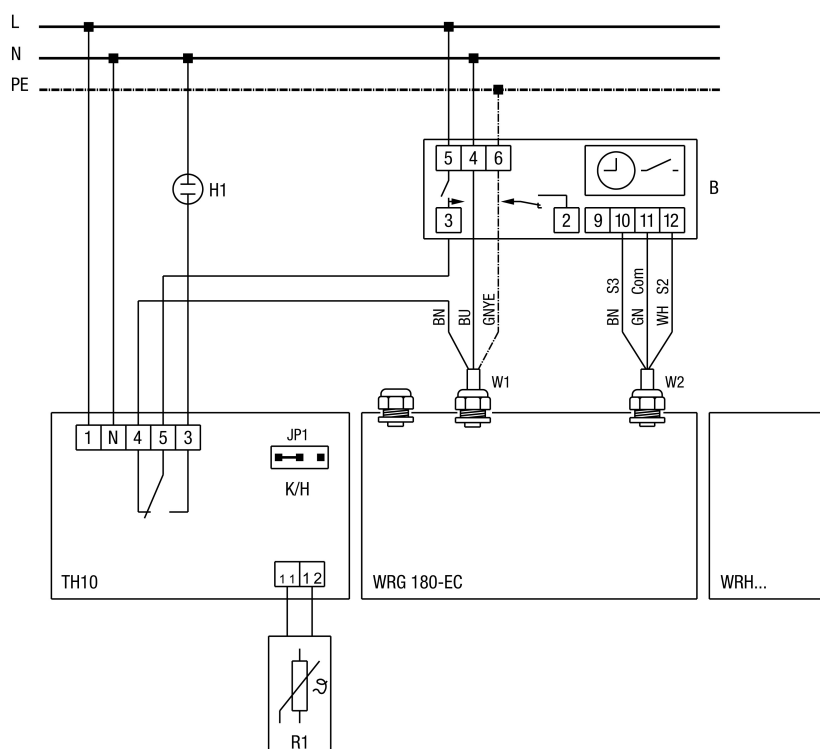 L
N
PE
5 4 6
H1
B
3 2 9 10 11 12
BN BU GNYE
BN S3
GN Com
WH S2
W1 W2
1 N 4 5 3
JP1
K/H
TH10 11 12 WRG 180-EC WRH...
R1